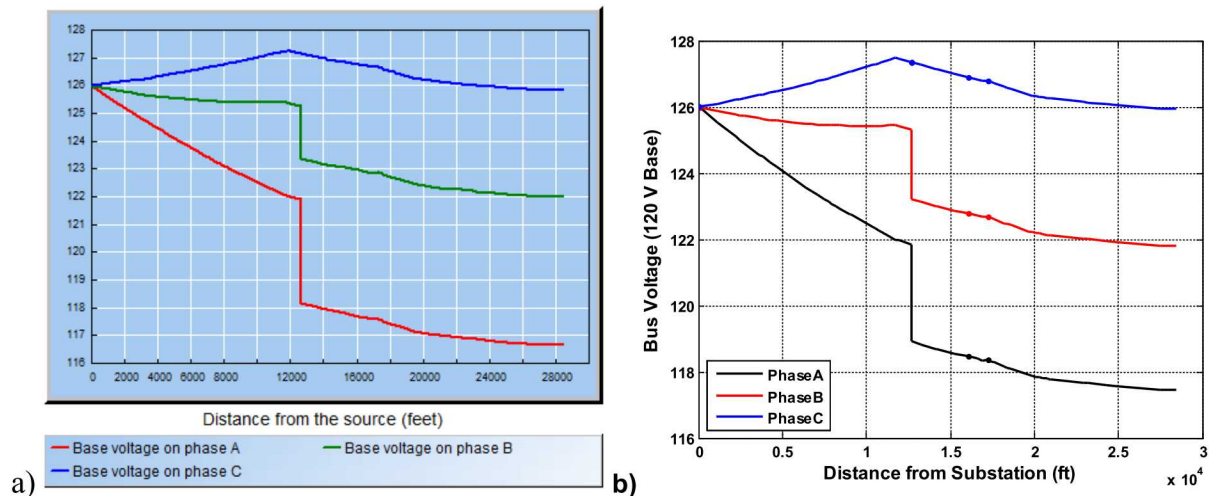 128
127
126
125
124
123
122
121
120
119
118
117
116
0 2000 4000 6000 8000 12000 16000 20000 24000 28000
Distance from the source (feet)
Base voltage on phase A Base voltage on phase B
Base voltage on phase C
a)
128
126
124
122
120
118
116
Bus Voltage (120 V Base)
PhaseA
PhaseB
PhaseC
0 0.5 1 1.5 2 2.5 3
Distance from Substation (ft)
x 10⁴
b)